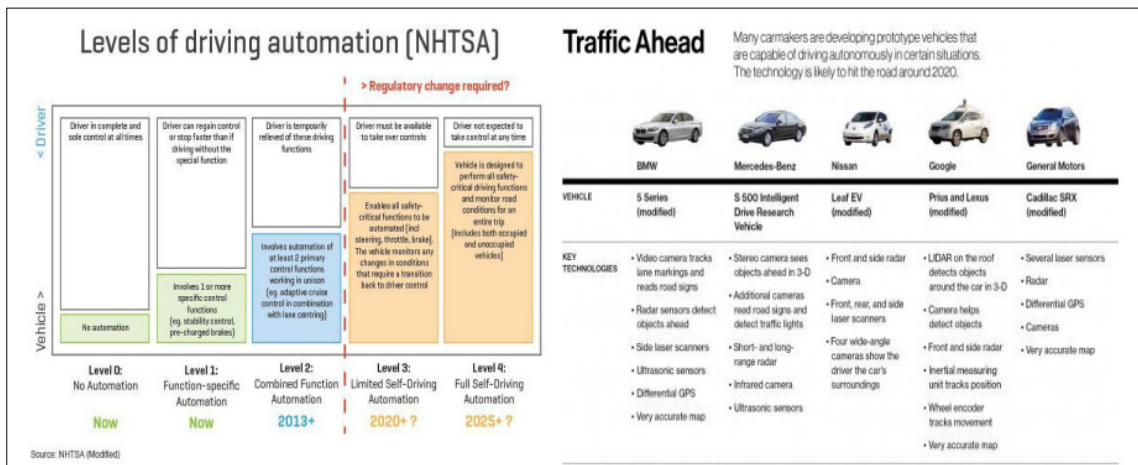 Levels of driving automation (NHTSA)
> Regulatory change required?
< Driver
Vehicle >
Driver in complete and
sole control at all times
No automation
Level 0:
No Automation
Now
Driver can regain control
or stop faster than if
driving without the
special function
Involves 1 or more
specific control
functions
(eg. stability control,
pre-charged brakes)
Level 1:
Function-specific
Automation
Now
Driver is temporarily
relieved of these driving
functions
Involves automation of
at least 2 primary
control functions
working in unison
(eg. adaptive cruise
control in combination
with lane centring)
Level 2:
Combined Function
Automation
2013+
Driver must be available
to take over controls
Enables all safety-
critical functions to be
automated [incl
steering, throttle, brake].
The vehicle monitors any
changes in conditions
that require a transition
back to driver control
Level 3:
Limited Self-Driving
Automation
2020+ ?
Driver not expected to
take control at any time
Vehicle is designed to
perform all safety-
critical driving functions
and monitor road
conditions for an
entire trip
(Includes both occupied
and unoccupied
vehicles)
Level 4:
Full Self-Driving
Automation
2025+ ?
Source: NHTSA (Modified)
Traffic Ahead
Many carmakers are developing prototype vehicles that
are capable of driving autonomously in certain situations.
The technology is likely to hit the road around 2020.
BMW
Mercedes-Benz
Nissan
Google
General Motors
VEHICLE
5 Series
(modified)
S 500 Intelligent
Drive Research
Vehicle
Leaf EV
(modified)
Prius and Lexus
(modified)
Cadillac SRX
(modified)
KEY
TECHNOLOGIES
• Video camera tracks
lane markings and
reads road signs
• Radar sensors detect
objects ahead
• Side laser scanners
• Ultrasonic sensors
• Differential GPS
• Very accurate map
• Stereo camera sees
objects ahead in 3-D
• Additional cameras
read road signs and
detect traffic lights
• Short- and long-
range radar
• Infrared camera
• Ultrasonic sensors
• Front and side radar
• Camera
• Front, rear, and side
laser scanners
• Four wide-angle
cameras show the
driver the car's
surroundings
• LIDAR on the roof
detects objects
around the car in 3-D
• Camera helps
detect objects
• Front and side radar
• Inertial measuring
unit tracks position
• Wheel encoder
tracks movement
• Very accurate map
• Several laser sensors
• Radar
• Differential GPS
• Cameras
• Very accurate map